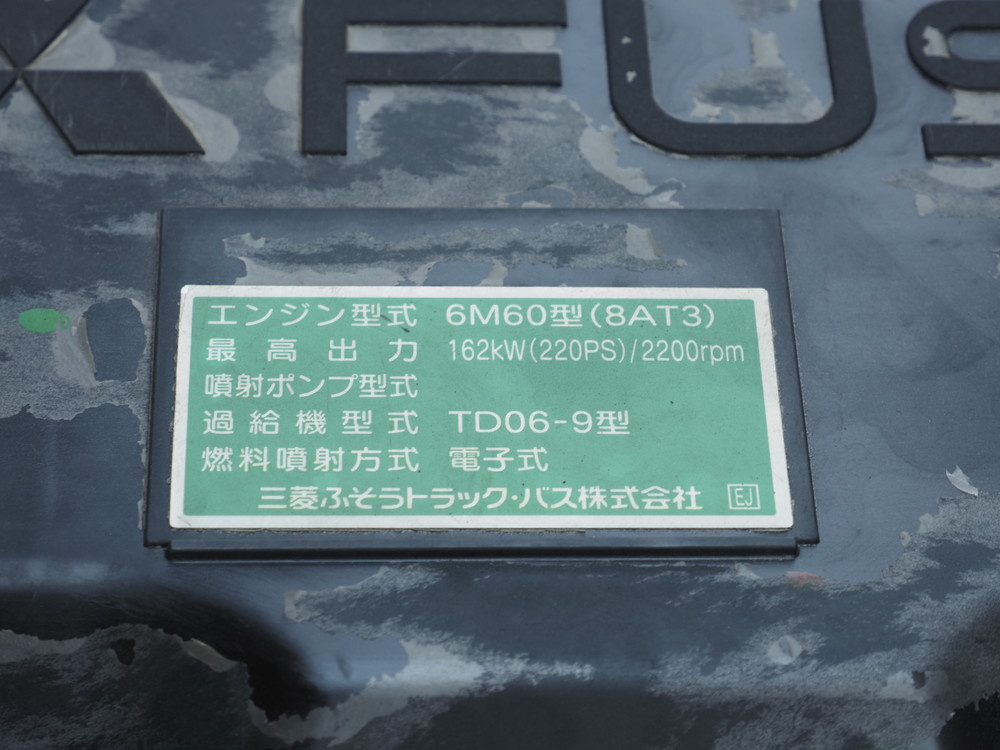 FUS
エンジン型式 6M60型(8AT3)
最高出力 162kW(220PS)/2200rpm
噴射ポンプ型式
過給機型式 TD06-9型
燃料噴射方式 電子式
三菱ふそうトラック・バス株式会社 EJ